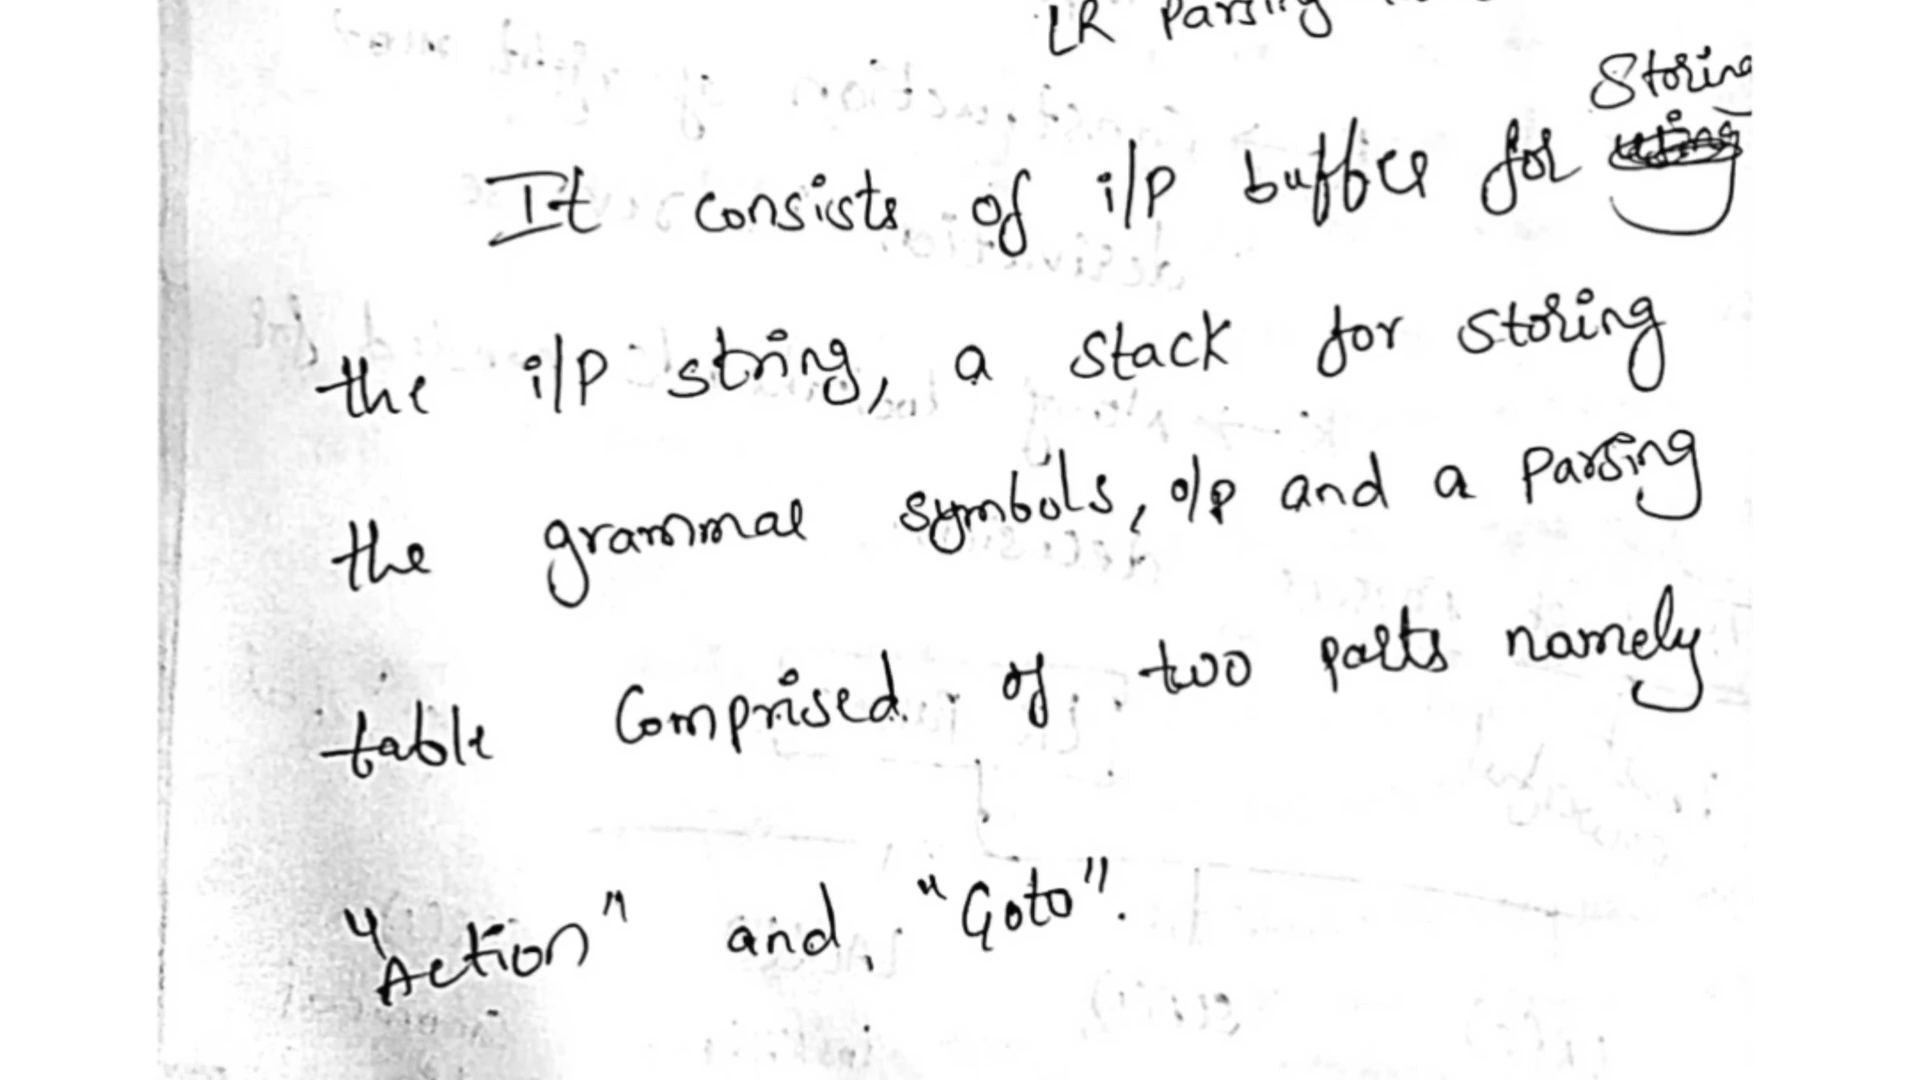 LR Parsing
Storing
It consists of i/p buffer for
the i/p string, a stack for storing
the grammar symbols, o/p and a parsing
table Comprised of two parts namely
"Action" and "Goto".